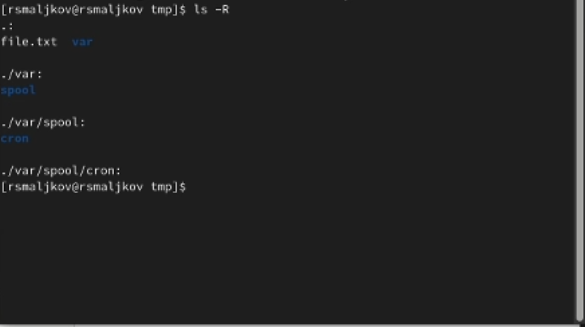 [rsmaljkov@rsmaljkov tmp]$ ls -R
.:
file.txt  var
./var:
spool
./var/spool:
cron
./var/spool/cron:
[rsmaljkov@rsmaljkov tmp]$